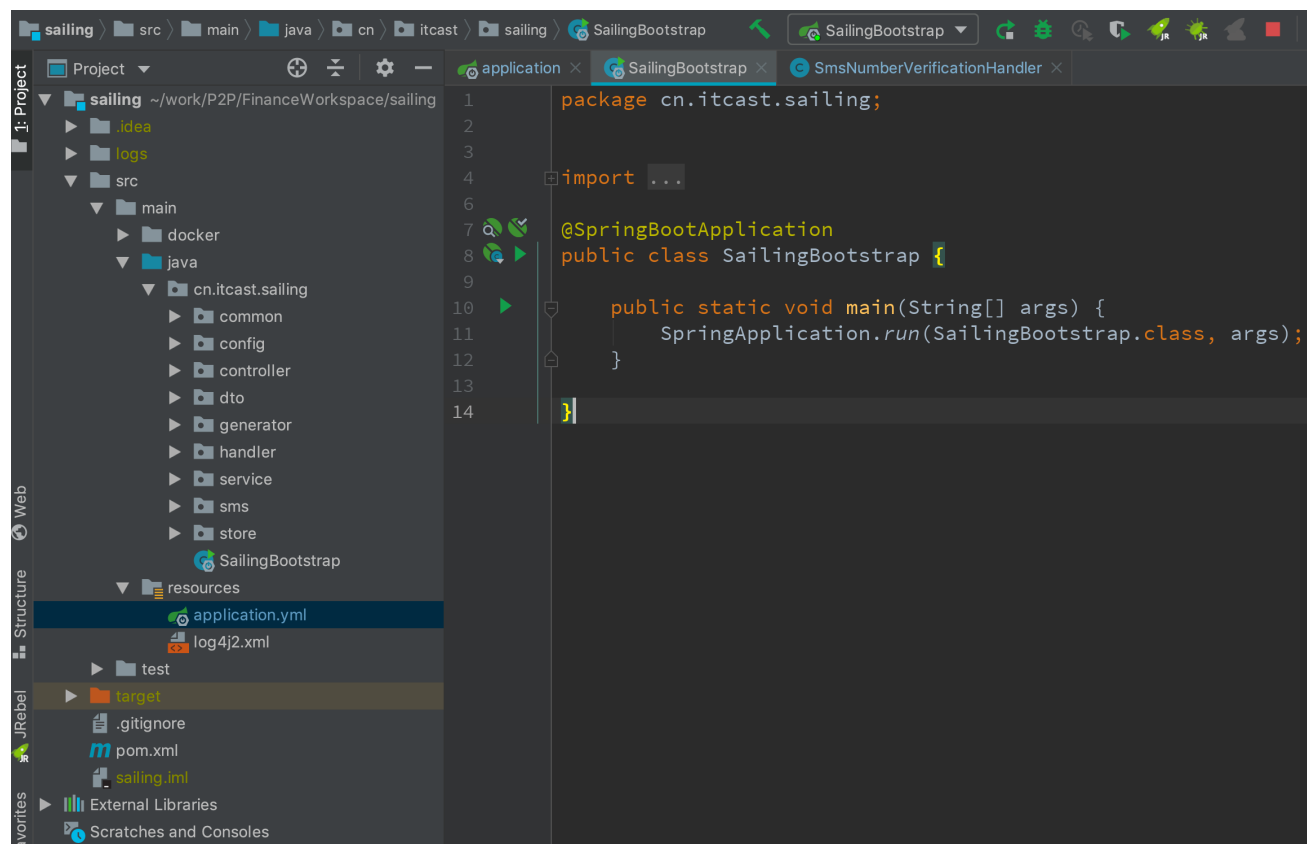 sailing src main java cn itcast sailing SailingBootstrap SailingBootstrap JR JR
Project application SailingBootstrap SmsNumberVerificationHandler
1: Project
Web
Structure
JRebel
JR
avorites
sailing ~/work/P2P/FinanceWorkspace/sailing
.idea
logs
src
main
docker
java
cn.itcast.sailing
common
config
controller
dto
generator
handler
service
sms
store
SailingBootstrap
resources
application.yml
log4j2.xml
test
target
.gitignore
pom.xml
sailing.iml
External Libraries
Scratches and Consoles
1 package cn.itcast.sailing;
2
3
4 import ...
6
7 @SpringBootApplication
8 public class SailingBootstrap {
9
10 public static void main(String[] args) {
11 SpringApplication.run(SailingBootstrap.class, args);
12 }
13
14 }